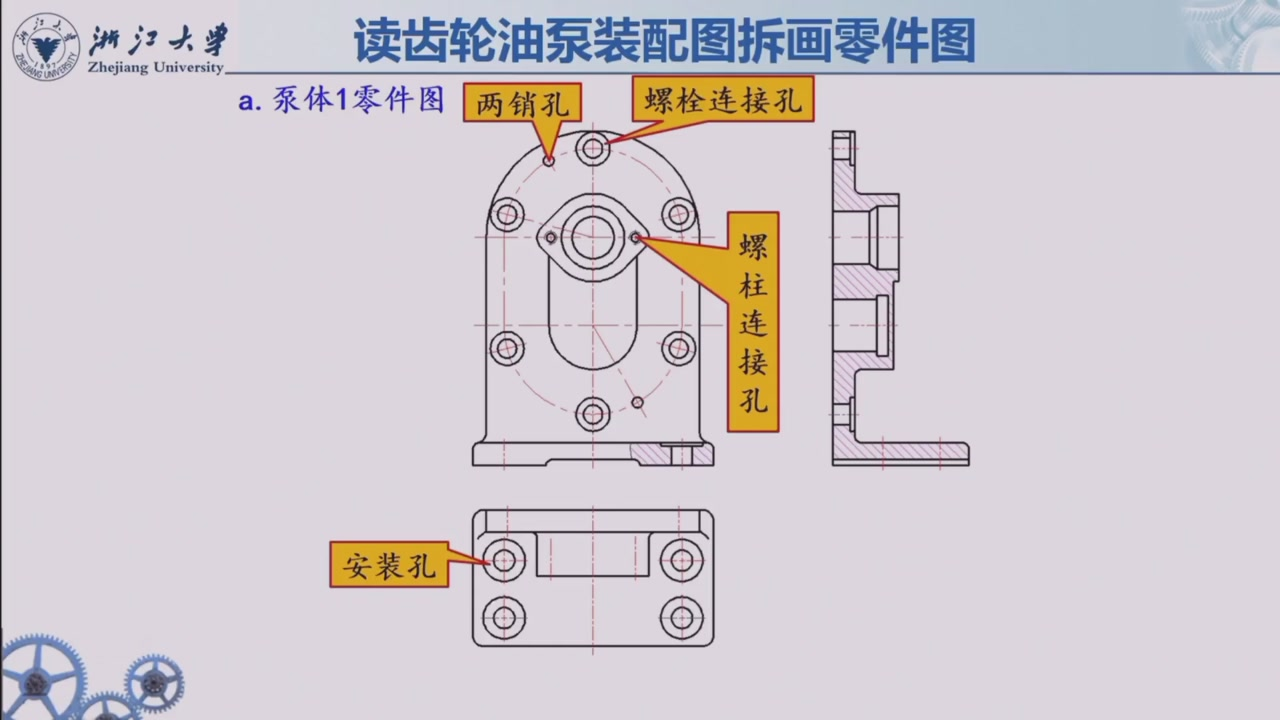 浙江大学
Zhejiang University
ZHEJIANG UNIVERSITY
1897
读齿轮油泵装配图拆画零件图
a. 泵体1零件图
两销孔
螺栓连接孔
螺柱连接孔
安装孔